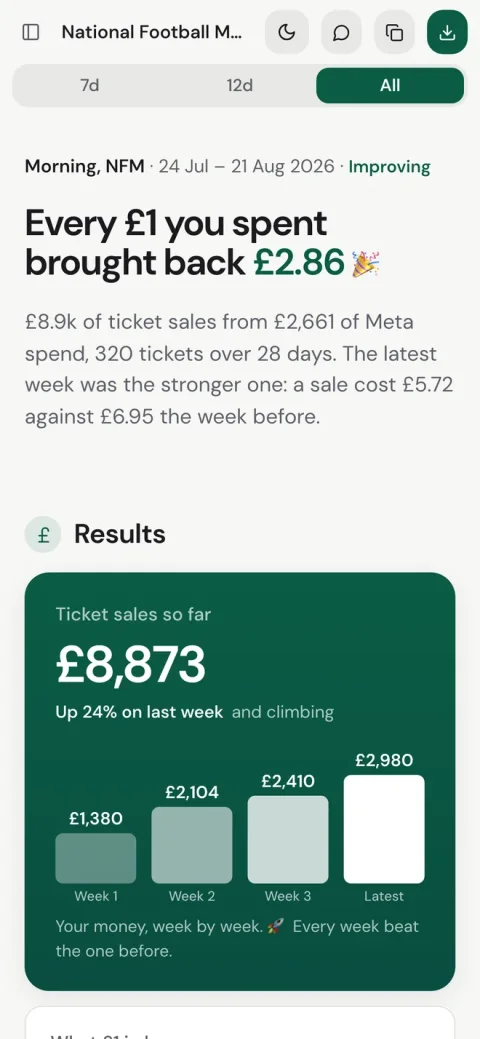 National Football M...
7d 12d All
Morning, NFM · 24 Jul – 21 Aug 2026 · Improving
Every £1 you spent
brought back £2.86 🎉
£8.9k of ticket sales from £2,661 of Meta
spend, 320 tickets over 28 days. The latest
week was the stronger one: a sale cost £5.72
against £6.95 the week before.
£ Results
Ticket sales so far
£8,873
Up 24% on last week and climbing
£1,380 £2,104 £2,410 £2,980
Week 1 Week 2 Week 3 Latest
Your money, week by week. 🚀 Every week beat
the one before.